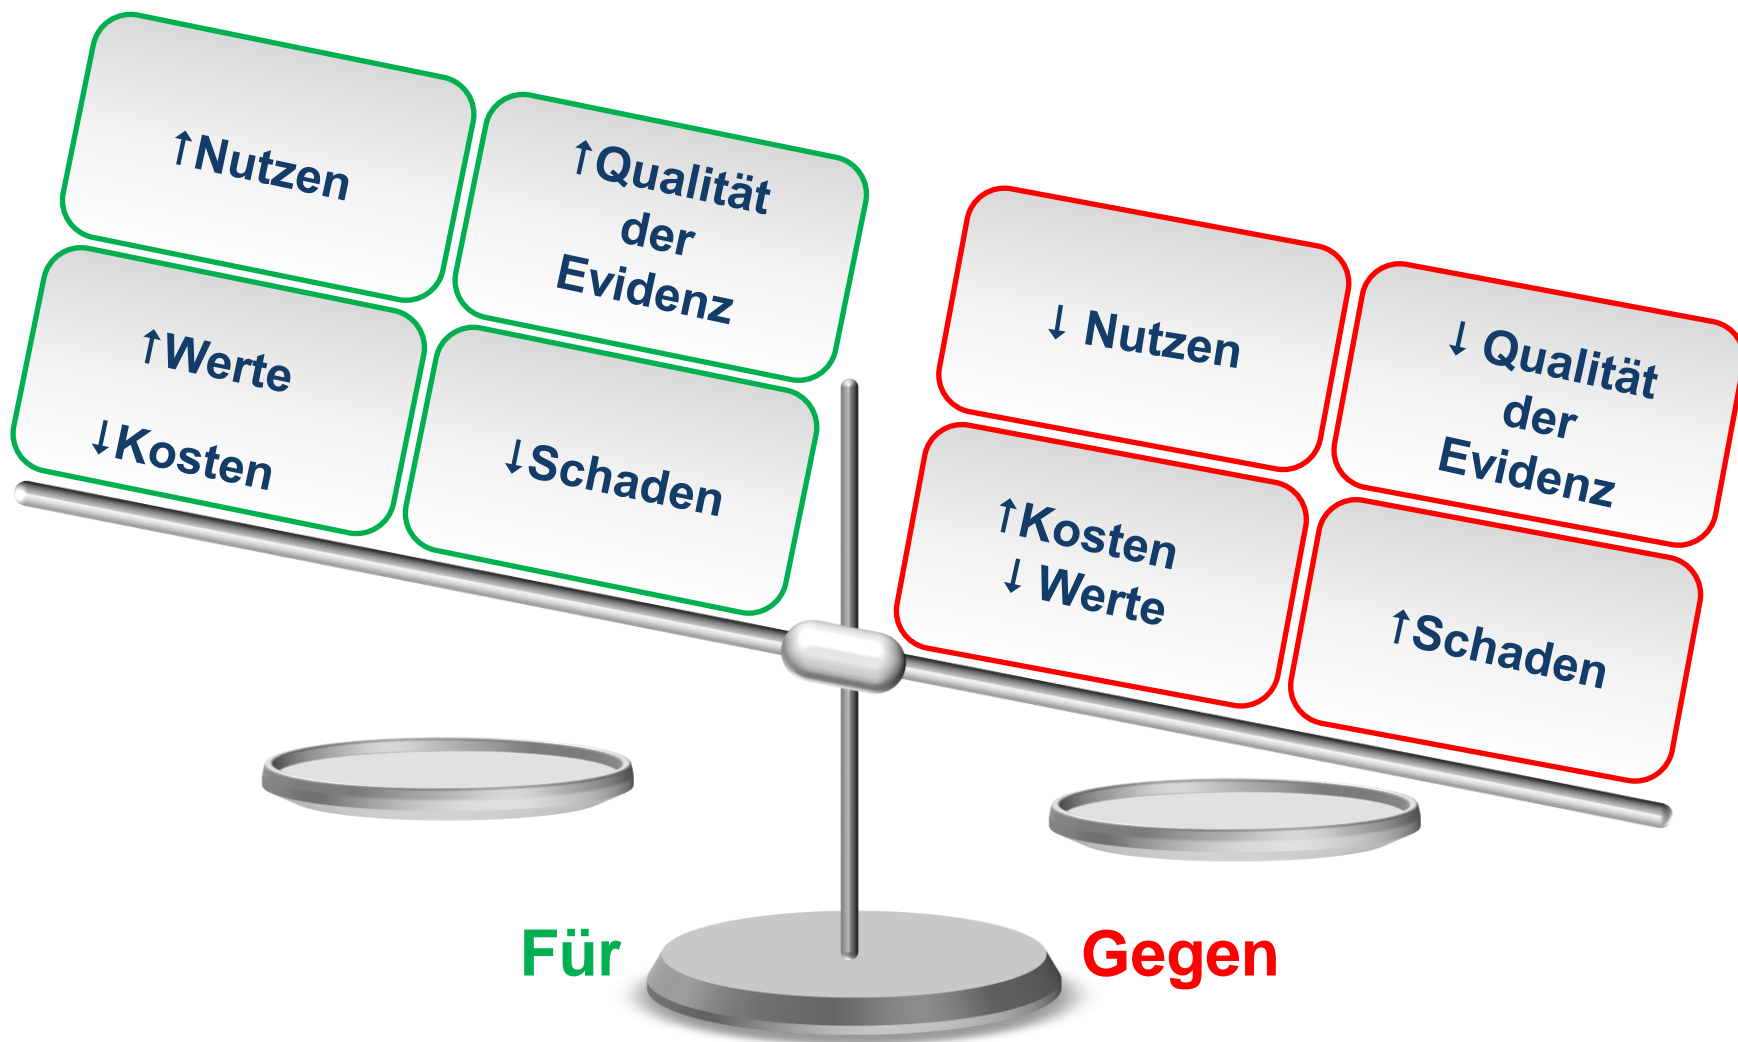 ↑Nutzen
↑Qualität
der
Evidenz
↑Werte
↓Kosten
↓Schaden
↓ Nutzen
↓ Qualität
der
Evidenz
↑Kosten
↓ Werte
↑Schaden
Für
Gegen